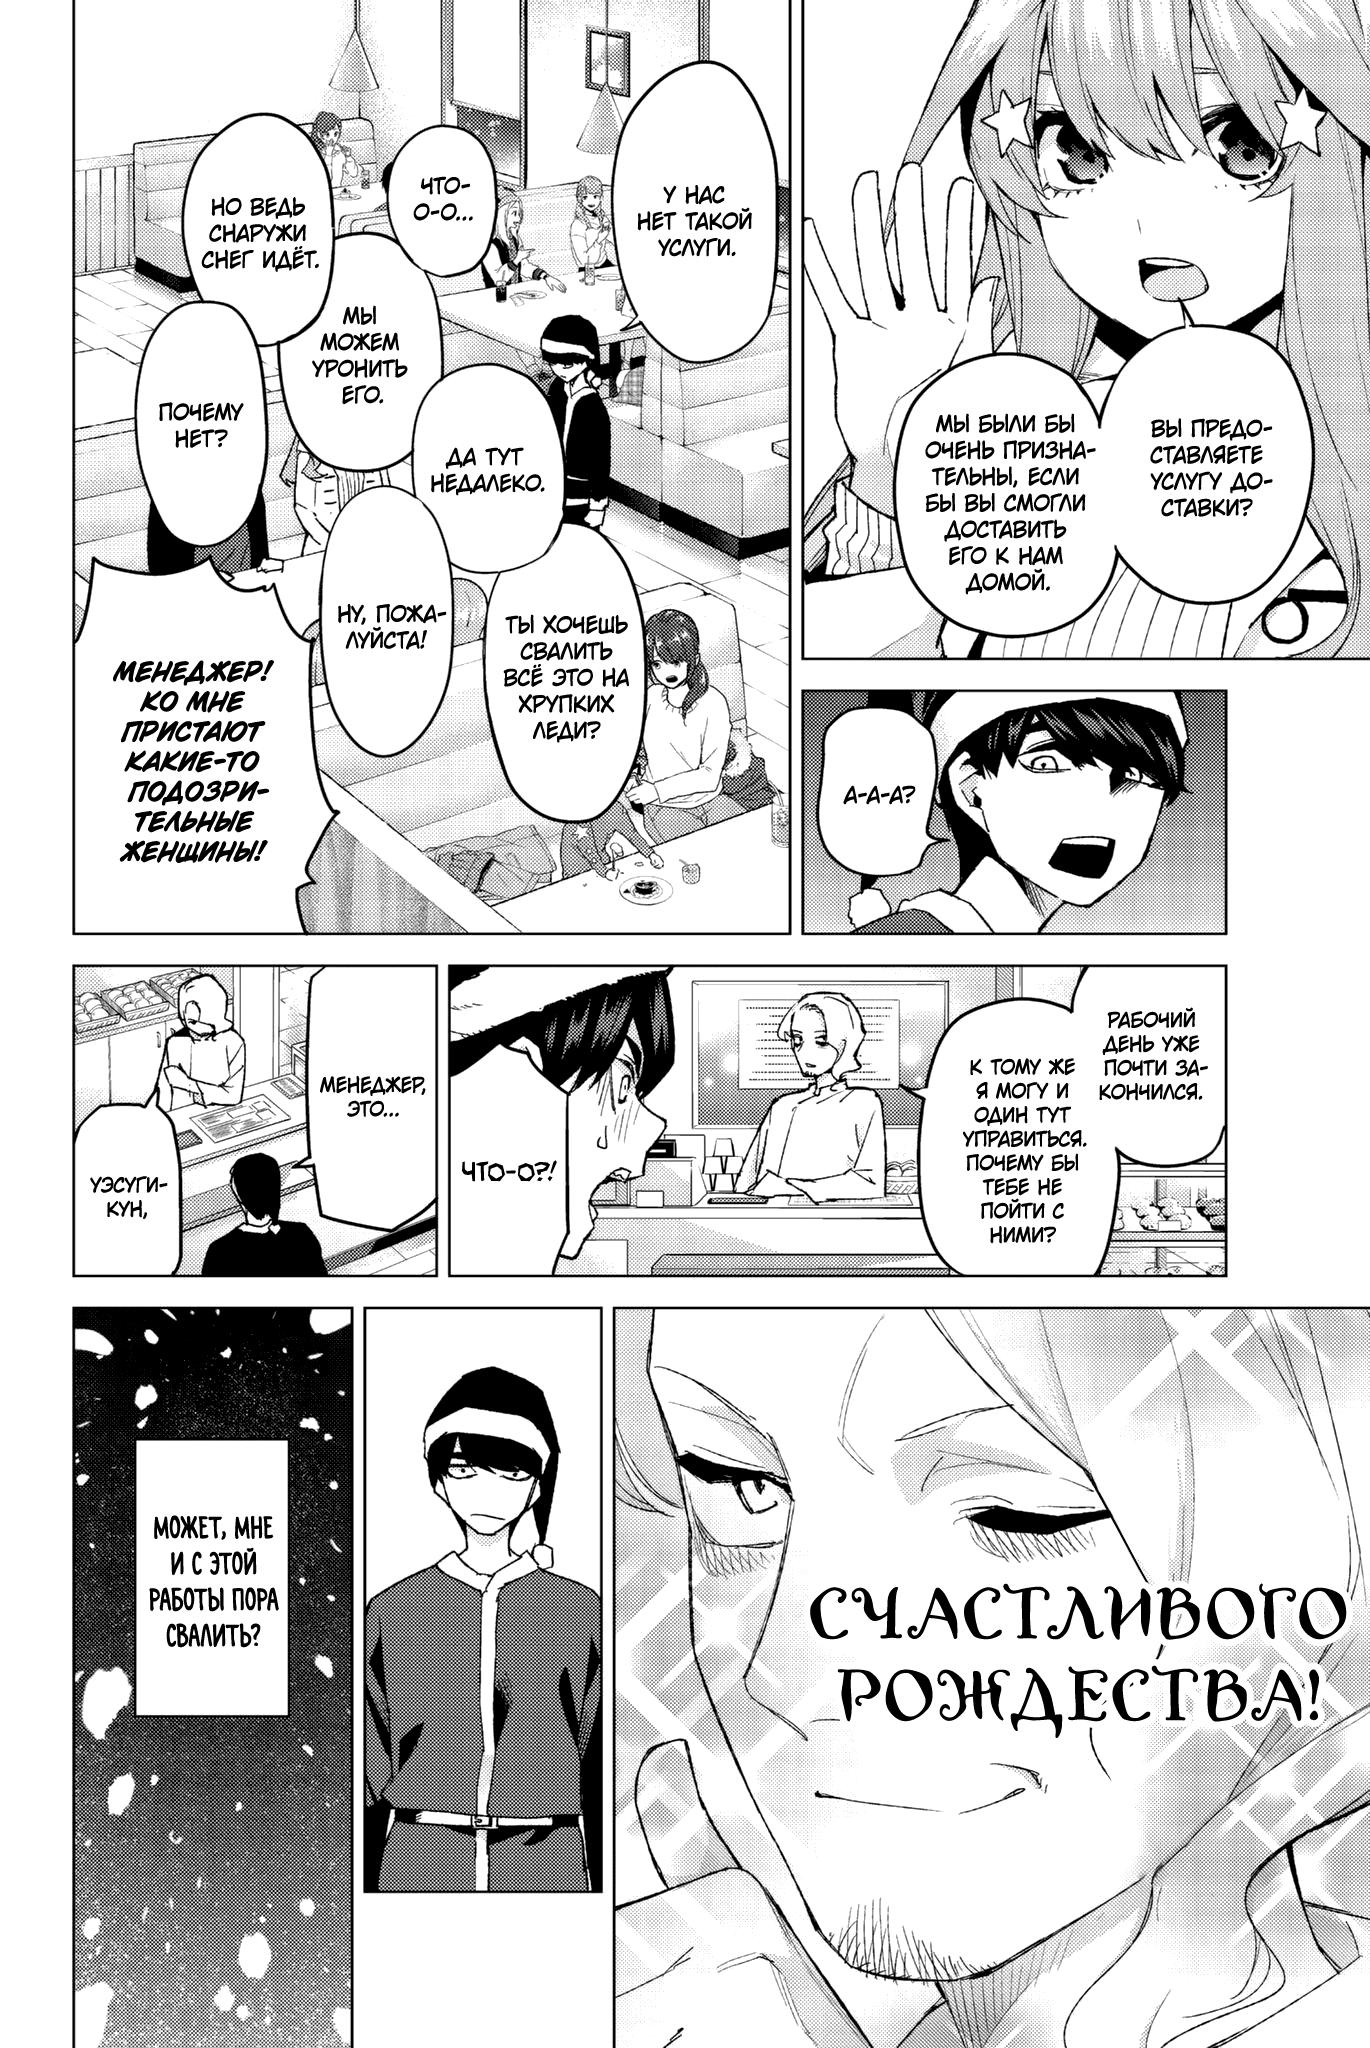 ВЫ ПРЕДО-
СТАВЛЯЕТЕ
УСЛУГУ ДО-
СТАВКИ?
МЫ БЫЛИ БЫ
ОЧЕНЬ ПРИЗНА-
ТЕЛЬНЫ, ЕСЛИ
БЫ ВЫ СМОГЛИ
ДОСТАВИТЬ
ЕГО К НАМ
ДОМОЙ.
А-А-А?
У НАС
НЕТ ТАКОЙ
УСЛУГИ.
ЧТО-
О-О...
НО ВЕДЬ
СНАРУЖИ
СНЕГ ИДЁТ.
МЫ
МОЖЕМ
УРОНИТЬ
ЕГО.
ПОЧЕМУ
НЕТ?
ДА ТУТ
НЕДАЛЕКО.
ТЫ ХОЧЕШЬ
СВАЛИТЬ
ВСЁ ЭТО НА
ХРУПКИХ
ЛЕДИ?
НУ, ПОЖА-
ЛУЙСТА!
МЕНЕДЖЕР!
КО МНЕ
ПРИСТАЮТ
КАКИЕ-ТО
ПОДОЗРИ-
ТЕЛЬНЫЕ
ЖЕНЩИНЫ!
РАБОЧИЙ
ДЕНЬ УЖЕ
ПОЧТИ ЗА-
КОНЧИЛСЯ.
К ТОМУ ЖЕ
Я МОГУ И
ОДИН ТУТ
УПРАВИТЬСЯ.
ПОЧЕМУ БЫ
ТЕБЕ НЕ
ПОЙТИ С
НИМИ?
ЧТО-О?!
МЕНЕДЖЕР,
ЭТО...
УЭСУГИ-
КУН,
СЧАСТЛИВОГО
РОЖДЕСТВА!
МОЖЕТ, МНЕ
И С ЭТОЙ
РАБОТЫ ПОРА
СВАЛИТЬ?